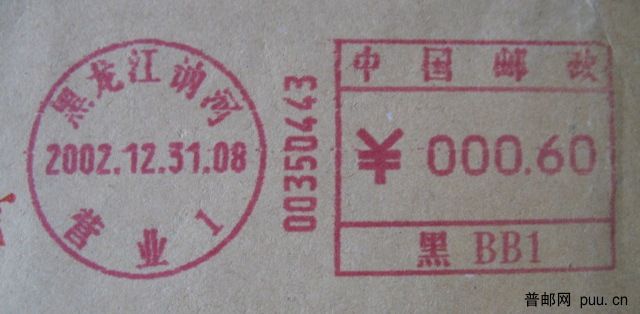 黑龙江讷河
2002.12.31.08
营业1
00350443
中国邮政
¥ 000.60
黑 BB1
普邮网 puu.cn